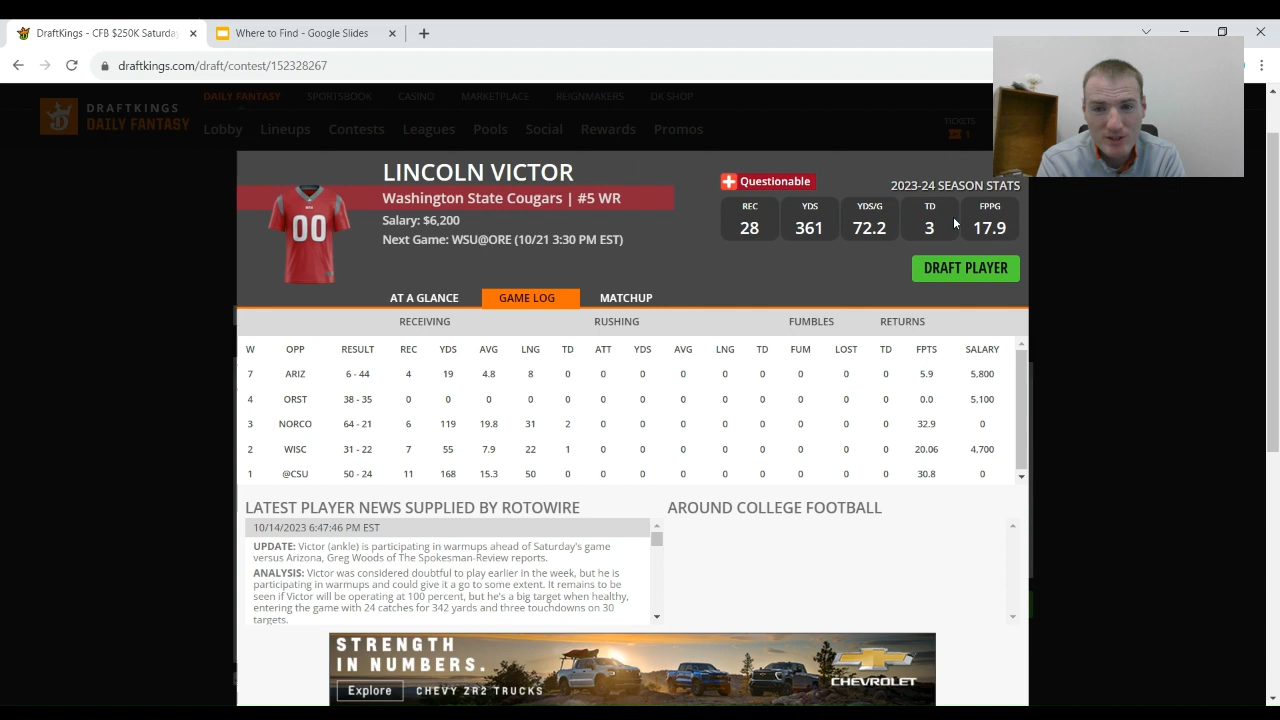 DraftKings - CFB $250K Saturda
Where to Find - Google Slides
draftkings.com/draft/contest/152328267
DRAFTKINGS
DAILY FANTASY
DAILY FANTASY SPORTSBOOK CASINO MARKETPLACE REIGNMAKERS DK SHOP
Lobby Lineups Contests Leagues Pools Social Rewards Promos
TICKETS
1
LINCOLN VICTOR
Washington State Cougars | #5 WR
Salary: $6,200
Next Game: WSU@ORE (10/21 3:30 PM EST)
00
Questionable
2023-24 SEASON STATS
REC YDS YDS/G TD FPPG
28 361 72.2 3 17.9
DRAFT PLAYER
AT A GLANCE GAME LOG MATCHUP
RECEIVING RUSHING FUMBLES RETURNS
W OPP RESULT REC YDS AVG LNG TD ATT YDS AVG LNG TD FUM LOST TD FPTS SALARY
7 ARIZ 6 - 44 4 19 4.8 8 0 0 0 0 0 0 0 0 0 5.9 5,800
4 ORST 38 - 35 0 0 0 0 0 0 0 0 0 0 0 0 0 0.0 5,100
3 NORCO 64 - 21 6 119 19.8 31 2 0 0 0 0 0 0 0 0 32.9 0
2 WISC 31 - 22 7 55 7.9 22 1 0 0 0 0 0 0 0 0 20.06 4,700
1 @CSU 50 - 24 11 168 15.3 50 0 0 0 0 0 0 0 0 0 30.8 0
LATEST PLAYER NEWS SUPPLIED BY ROTOWIRE
10/14/2023 6:47:46 PM EST
UPDATE: Victor (ankle) is participating in warmups ahead of Saturday's game
versus Arizona, Greg Woods of The Spokesman-Review reports.
ANALYSIS: Victor was considered doubtful to play earlier in the week, but he is
participating in warmups and could give it a go to some extent. It remains to be
seen if Victor will be operating at 100 percent, but he's a big target when healthy,
entering the game with 24 catches for 342 yards and three touchdowns on 30
targets.
AROUND COLLEGE FOOTBALL
STRENGTH
IN NUMBERS.
Explore CHEVY ZR2 TRUCKS
CHEVROLET